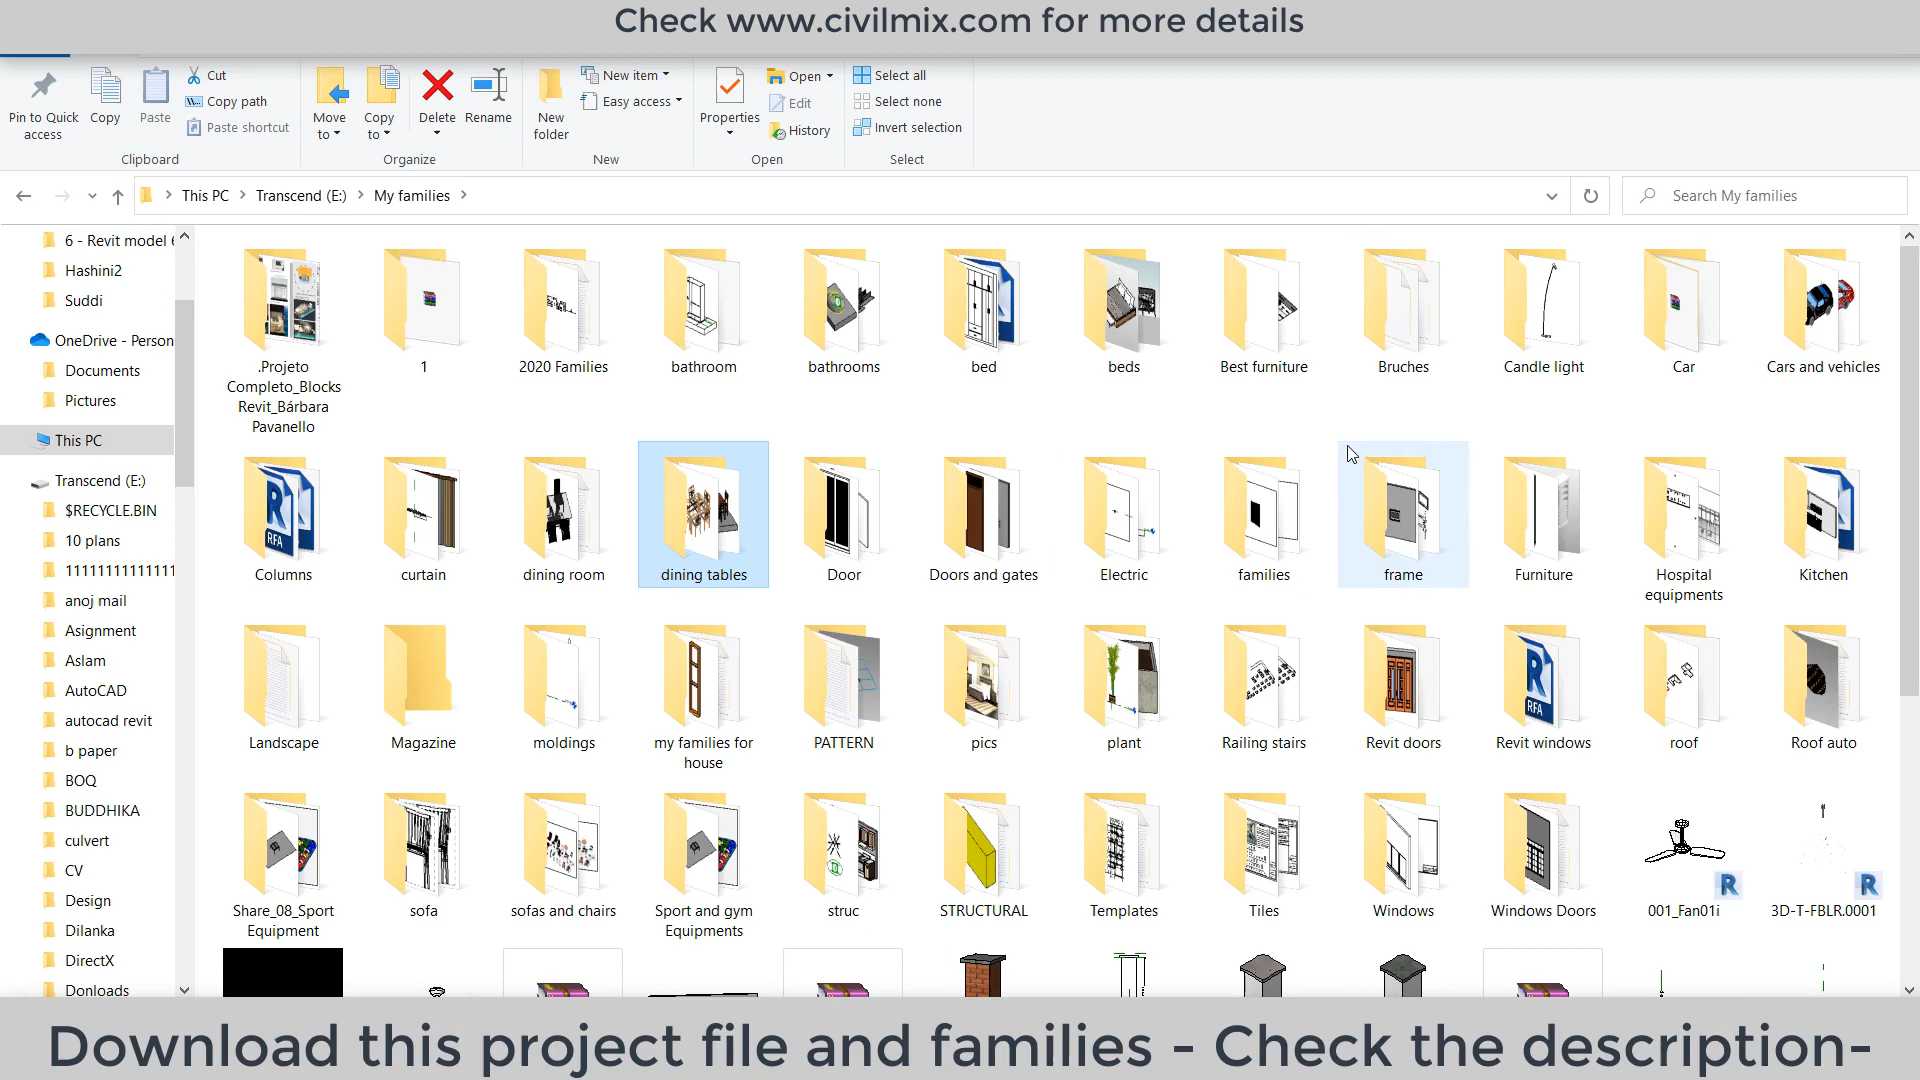 Check www.civilmix.com for more details
Pin to Quick
access
Copy
Paste
Cut
Copy path
Paste shortcut
Clipboard
Move
to
Copy
to
Delete
Rename
Organize
New
folder
New item
Easy access
New
Properties
Open
Edit
History
Open
Select all
Select none
Invert selection
Select
This PC
Transcend (E:)
My families
Search My families
6 - Revit model
Hashini2
Suddi
OneDrive - Person
Documents
Pictures
This PC
Transcend (E:)
$RECYCLE.BIN
10 plans
anoj mail
Asignment
Aslam
AutoCAD
autocad revit
b paper
BOQ
BUDDHIKA
culvert
CV
Design
Dilanka
DirectX
Donloads
.Projeto
Completo_Blocks
Revit_Bárbara
Pavanello
1
2020 Families
bathroom
bathrooms
bed
beds
Best furniture
Bruches
Candle light
Car
Cars and vehicles
RFA
Columns
curtain
dining room
dining tables
Door
Doors and gates
Electric
families
frame
Furniture
Hospital
equipments
Kitchen
Landscape
Magazine
moldings
my families for
house
PATTERN
pics
plant
Railing stairs
Revit doors
RFA
Revit windows
roof
Roof auto
Share_08_Sport
Equipment
sofa
sofas and chairs
Sport and gym
Equipments
struc
STRUCTURAL
Templates
Tiles
Windows
Windows Doors
001_Fan01i
3D-T-FBLR.0001
Download this project file and families - Check the description-